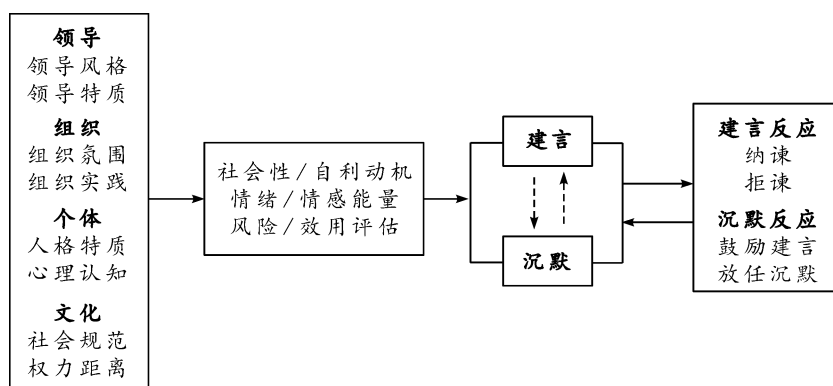 领导
领导风格
领导特质
组织
组织氛围
组织实践
个体
人格特质
心理认知
文化
社会规范
权力距离
社会性/自利动机
情绪/情感能量
风险/效用评估
建言
沉默
建言反应
纳谏
拒谏
沉默反应
鼓励建言
放任沉默